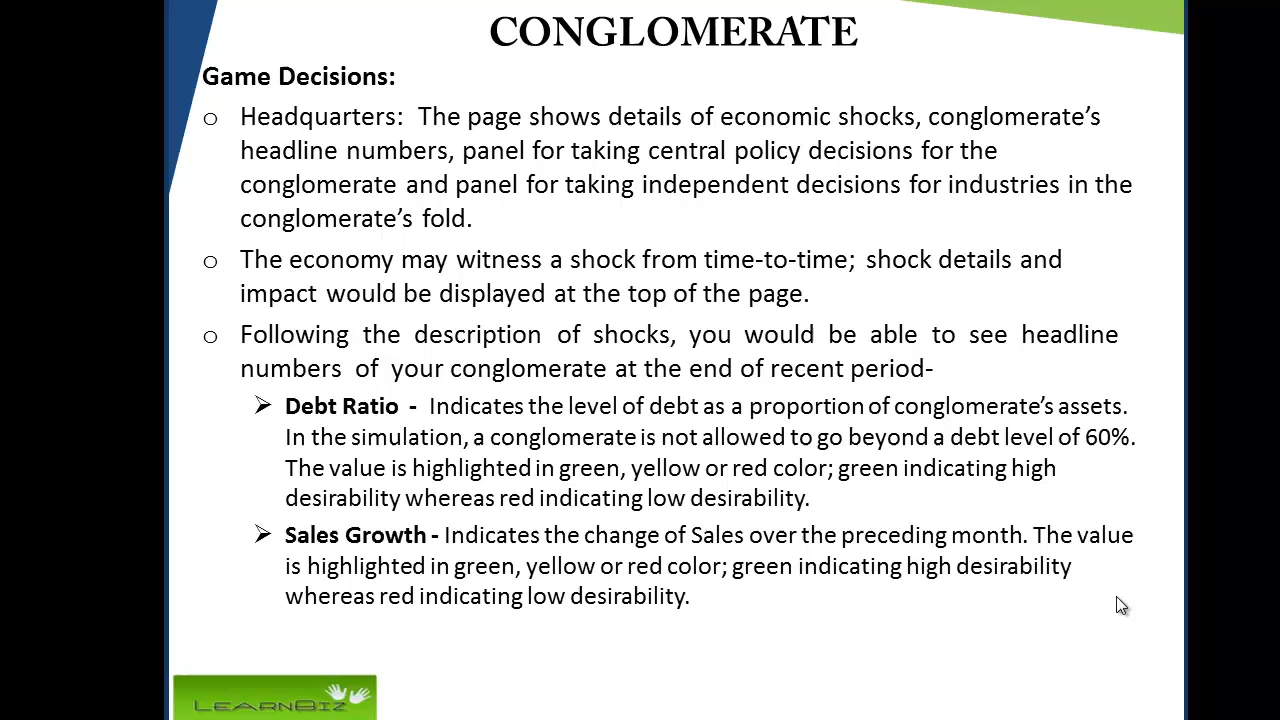 CONGLOMERATE
Game Decisions:
o Headquarters: The page shows details of economic shocks, conglomerate’s
headline numbers, panel for taking central policy decisions for the
conglomerate and panel for taking independent decisions for industries in the
conglomerate’s fold.
o The economy may witness a shock from time-to-time; shock details and
impact would be displayed at the top of the page.
o Following the description of shocks, you would be able to see headline
numbers of your conglomerate at the end of recent period-
➢ Debt Ratio - Indicates the level of debt as a proportion of conglomerate’s assets.
In the simulation, a conglomerate is not allowed to go beyond a debt level of 60%.
The value is highlighted in green, yellow or red color; green indicating high
desirability whereas red indicating low desirability.
➢ Sales Growth - Indicates the change of Sales over the preceding month. The value
is highlighted in green, yellow or red color; green indicating high desirability
whereas red indicating low desirability.
LEARNBIZ